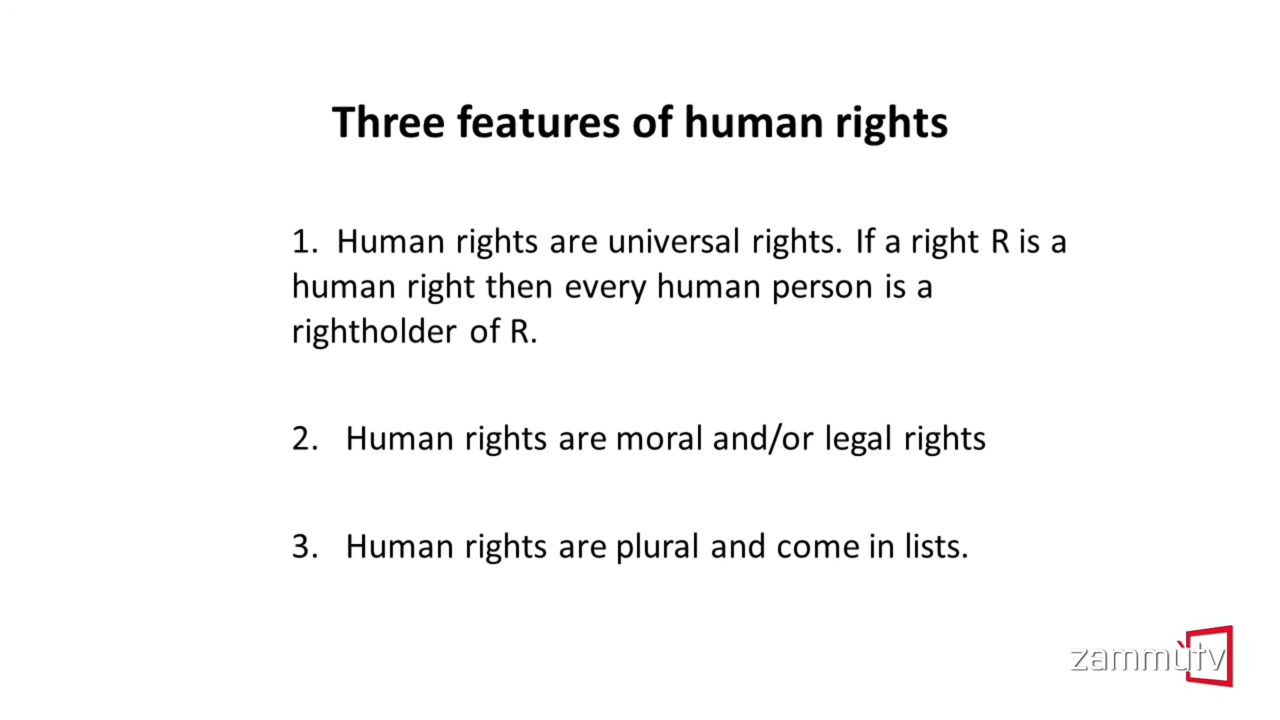 Three features of human rights
1. Human rights are universal rights. If a right R is a
human right then every human person is a
rightholder of R.
2. Human rights are moral and/or legal rights
3. Human rights are plural and come in lists.
zammùtv